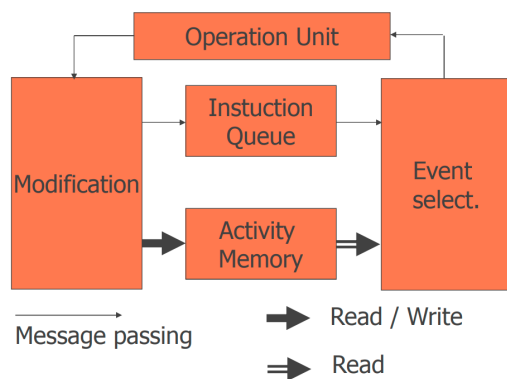 Operation Unit
Instuction
Queue
Modification
Event
select.
Activity
Memory
Message passing
Read / Write
Read